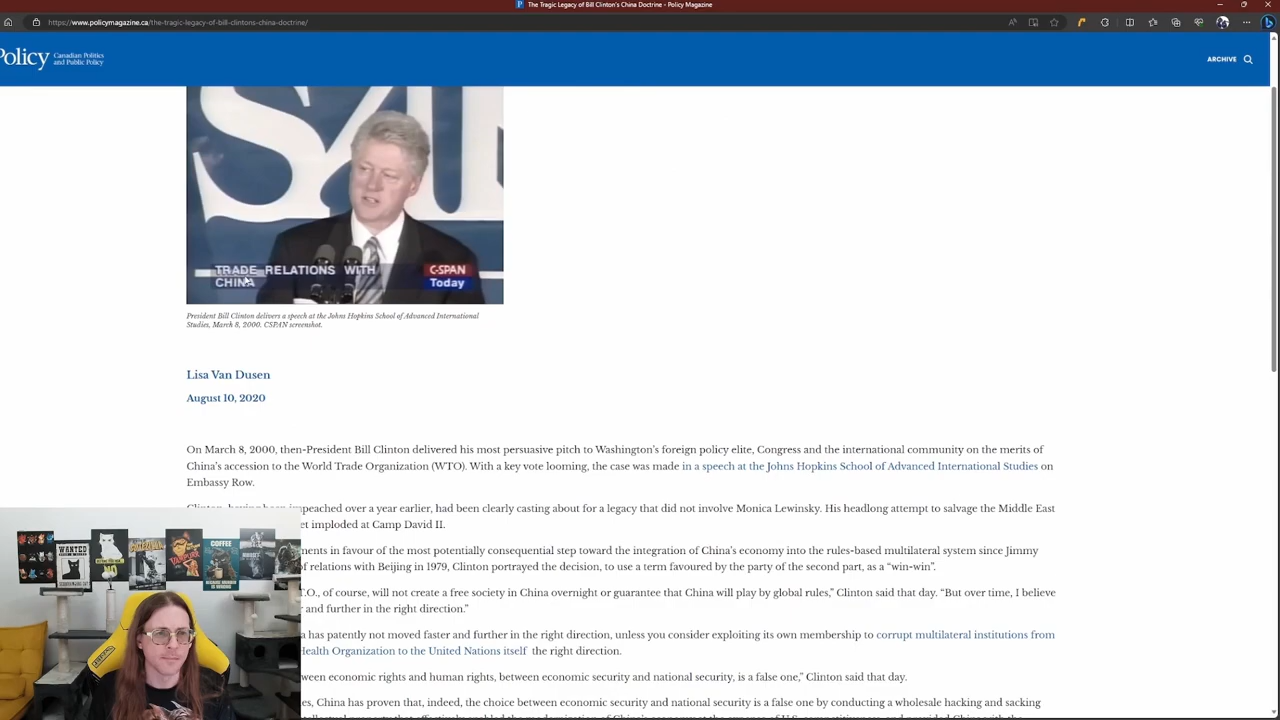 The Tragic Legacy of Bill Clinton's China Doctrine - Policy Magazine
https://www.policymagazine.ca/the-tragic-legacy-of-bill-clintons-china-doctrine/
Policy Canadian Politics
and Public Policy
ARCHIVE
SAI
TRADE RELATIONS WITH
CHINA
C-SPAN
Today
President Bill Clinton delivers a speech at the Johns Hopkins School of Advanced International
Studies, March 8, 2000. CSPAN screenshot.
Lisa Van Dusen
August 10, 2020
On March 8, 2000, then-President Bill Clinton delivered his most persuasive pitch to Washington's foreign policy elite, Congress and the international community on the merits of
China's accession to the World Trade Organization (WTO). With a key vote looming, the case was made in a speech at the Johns Hopkins School of Advanced International Studies on
Embassy Row.
Clinton, having been impeached over a year earlier, had been clearly casting about for a legacy that did not involve Monica Lewinsky. His headlong attempt to salvage the Middle East
et imploded at Camp David II.
ments in favour of the most potentially consequential step toward the integration of China's economy into the rules-based multilateral system since Jimmy
of relations with Beijing in 1979, Clinton portrayed the decision, to use a term favoured by the party of the second part, as a "win-win".
T.O., of course, will not create a free society in China overnight or guarantee that China will play by global rules," Clinton said that day. "But over time, I believe
and further in the right direction."
a has patently not moved faster and further in the right direction, unless you consider exploiting its own membership to corrupt multilateral institutions from
Health Organization to the United Nations itself the right direction.
ween economic rights and human rights, between economic security and national security, is a false one," Clinton said that day.
es, China has proven that, indeed, the choice between economic security and national security is a false one by conducting a wholesale hacking and sacking
WANTED
COFFEE